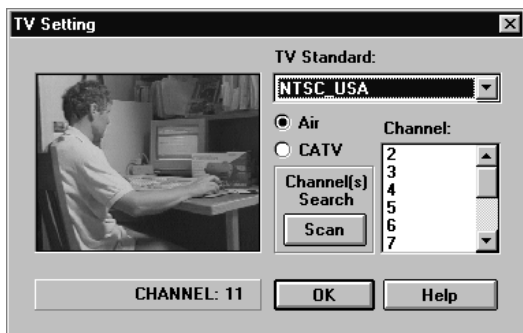 TV Setting
TV Standard:
NTSC_USA
Air
CATV
Channel:
2
3
4
5
6
7
Channel(s)
Search
Scan
CHANNEL: 11
OK
Help